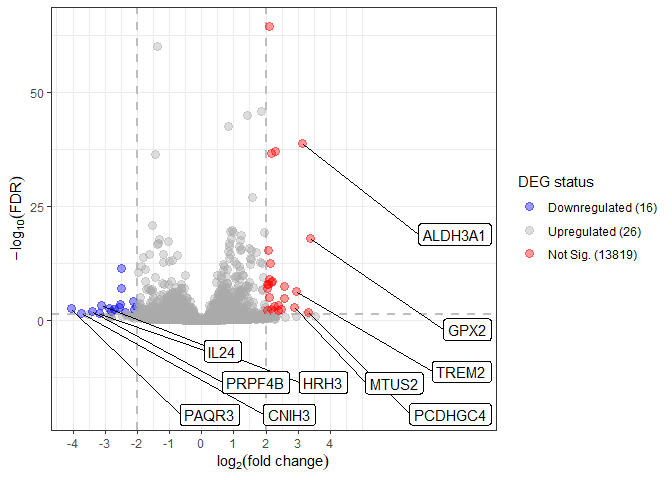 50
25
0
−log10(FDR)
ALDH3A1
GPX2
IL24
TREM2
PRPF4B
HRH3
MTUS2
PAQR3
CNIH3
PCDHGC4
-4 -3 -2 -1 0 1 2 3 4
log2(fold change)
DEG status
Downregulated (16)
Upregulated (26)
Not Sig. (13819)